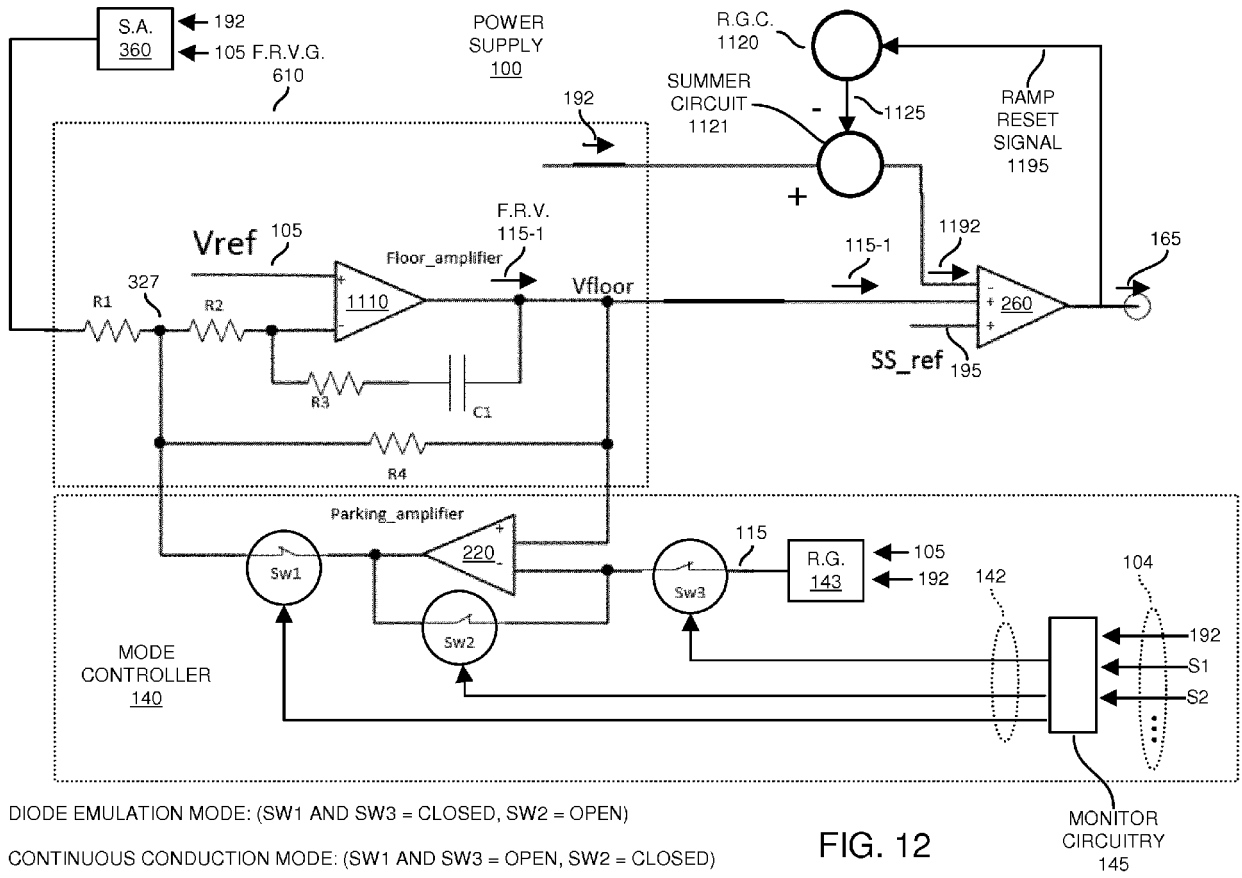 S.A.
360
192
105 F.R.V.G.
610
POWER
SUPPLY
100
R.G.C.
1120
SUMMER
CIRCUIT
1121
-
1125
RAMP
RESET
SIGNAL
1195
192
+
Vref
105
Floor_amplifier
F.R.V.
115-1
Vfloor
115-1
1192
165
327
R1
R2
+
1110
-
-
+
260
+
SS_ref
195
R3
C1
R4
Parking_amplifier
+
220
-
Sw1
Sw2
Sw3
115
R.G.
143
105
192
142
104
192
S1
S2
MODE
CONTROLLER
140
MONITOR
CIRCUITRY
145
DIODE EMULATION MODE: (SW1 AND SW3 = CLOSED, SW2 = OPEN)
CONTINUOUS CONDUCTION MODE: (SW1 AND SW3 = OPEN, SW2 = CLOSED)
FIG. 12